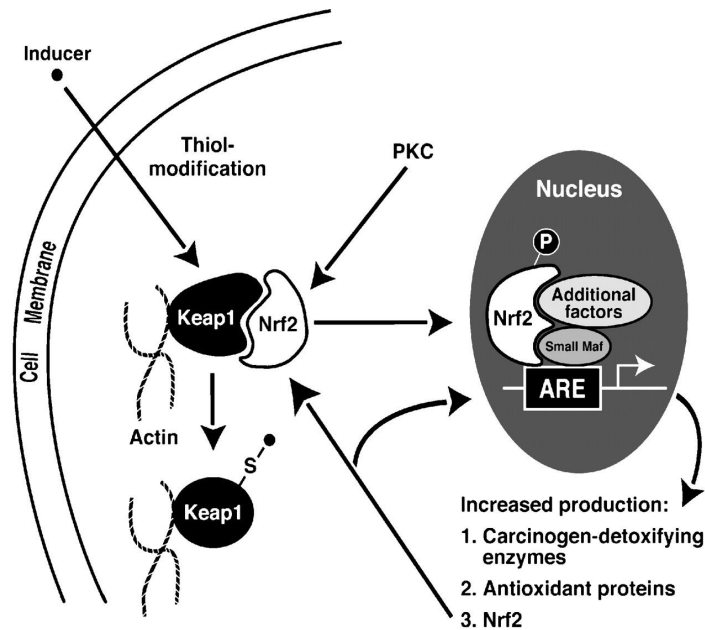 Inducer
Thiol-
modification
PKC
Nucleus
P
Cell Membrane
Keap1
Nrf2
Nrf2
Additional
factors
Small Maf
ARE
Actin
S
Keap1
Increased production:
1. Carcinogen-detoxifying
enzymes
2. Antioxidant proteins
3. Nrf2